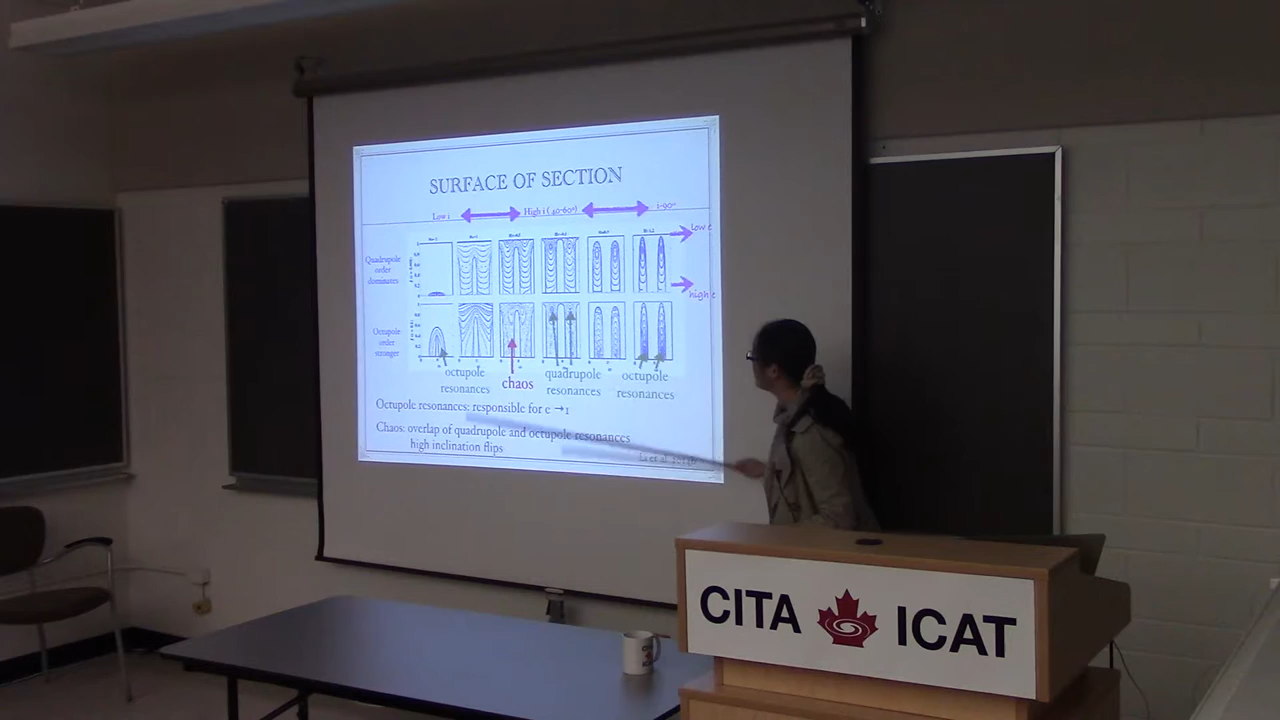 SURFACE OF SECTION
Low i
High i (40-60°)
i~90°
low e
Quadrupole
order
dominates
high e
Octupole
order
stronger
octupole
resonances
chaos
quadrupole
resonances
octupole
resonances
Octupole resonances: responsible for e →1
Chaos: overlap of quadrupole and octupole resonances
high inclination flips
et al.
CITA ICAT